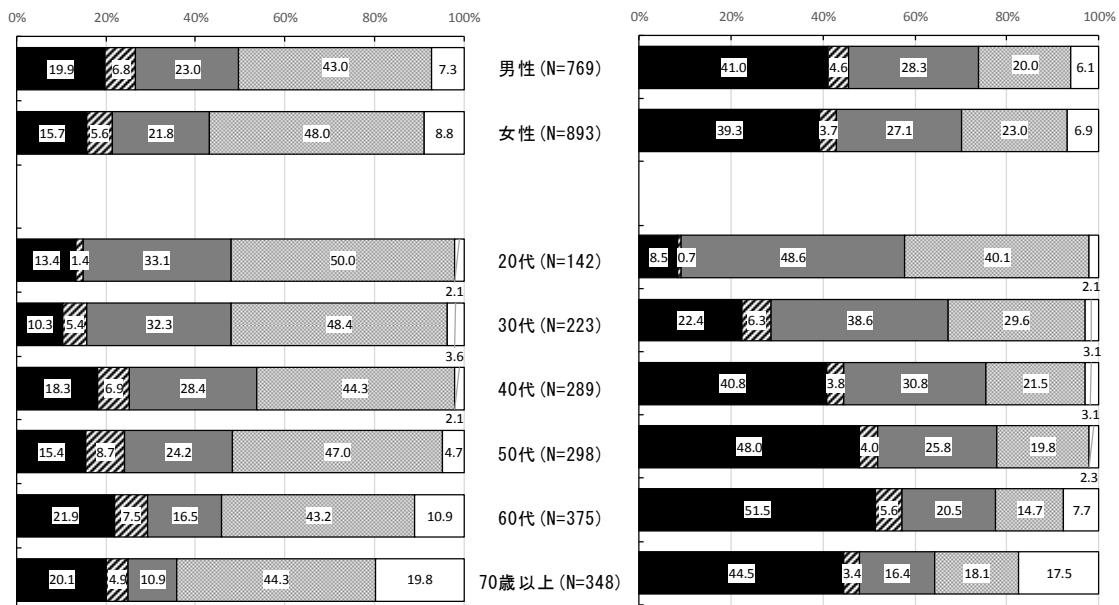 0% 20% 40% 60% 80% 100% 0% 20% 40% 60% 80% 100%
19.9 6.8 23.0 43.0 7.3 男性(N=769) 41.0 4.6 28.3 20.0 6.1
15.7 5.6 21.8 48.0 8.8 女性(N=893) 39.3 3.7 27.1 23.0 6.9
13.4 1.4 33.1 50.0 20代(N=142) 8.5 0.7 48.6 40.1
2.1 2.1
10.3 5.4 32.3 48.4 30代(N=223) 22.4 6.3 38.6 29.6
3.6 3.1
18.3 6.9 28.4 44.3 40代(N=289) 40.8 3.8 30.8 21.5
2.1 3.1
15.4 8.7 24.2 47.0 4.7 50代(N=298) 48.0 4.0 25.8 19.8
2.3
21.9 7.5 16.5 43.2 10.9 60代(N=375) 51.5 5.6 20.5 14.7 7.7
20.1 4.9 10.9 44.3 19.8 70歳以上(N=348) 44.5 3.4 16.4 18.1 17.5